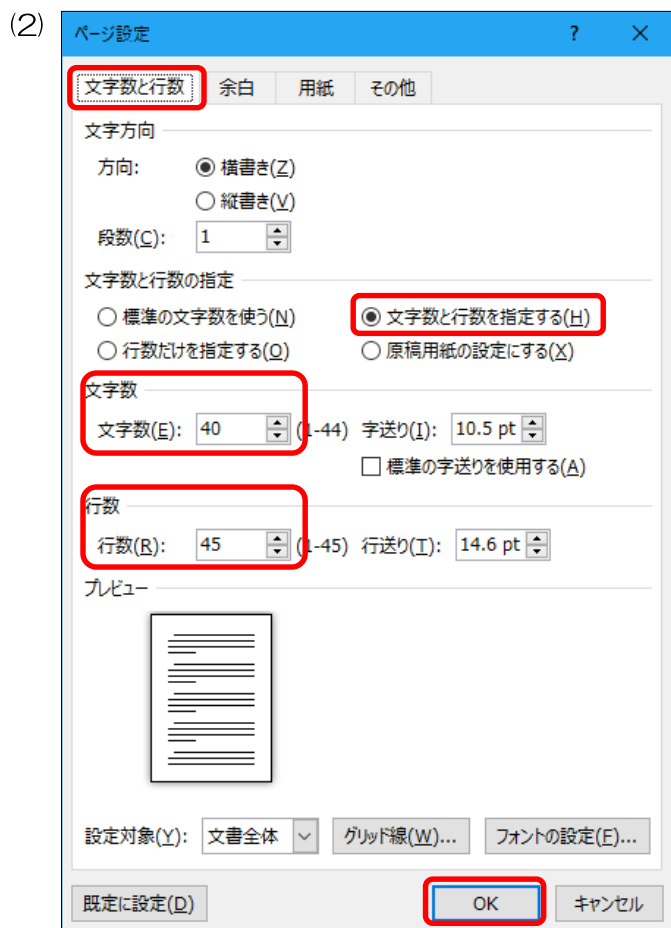 (2)
ページ設定 ? ×
文字数と行数 余白 用紙 その他
文字方向
方向: 横書き(Z)
縦書き(V)
段数(C): 1
文字数と行数の指定
標準の文字数を使う(N) 文字数と行数を指定する(H)
行数だけを指定する(O) 原稿用紙の設定にする(X)
文字数
文字数(E): 40 (1-44) 字送り(I): 10.5 pt
標準の字送りを使用する(A)
行数
行数(R): 45 (1-45) 行送り(T): 14.6 pt
プレビュー
設定対象(Y): 文書全体 グリッド線(W)... フォントの設定(F)...
既定に設定(D) OK キャンセル